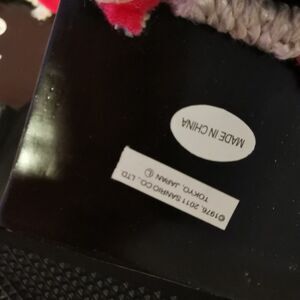 MADE IN CHINA
©1976, 2011 SANRIO CO., LTD.
TOKYO, JAPAN Ⓛ